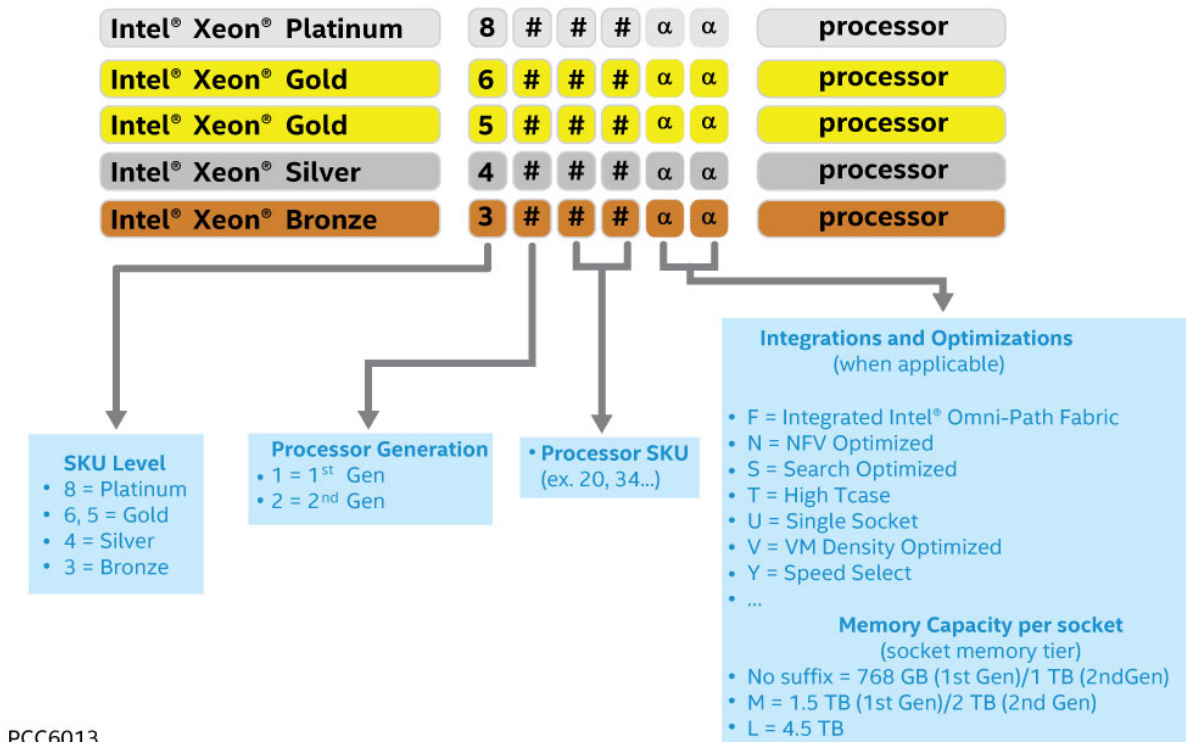 Intel® Xeon® Platinum 8 # # # α α processor
Intel® Xeon® Gold 6 # # # α α processor
Intel® Xeon® Gold 5 # # # α α processor
Intel® Xeon® Silver 4 # # # α α processor
Intel® Xeon® Bronze 3 # # # α α processor
SKU Level
• 8 = Platinum
• 6, 5 = Gold
• 4 = Silver
• 3 = Bronze
Processor Generation
• 1 = 1st Gen
• 2 = 2nd Gen
• Processor SKU
(ex. 20, 34...)
Integrations and Optimizations
(when applicable)
• F = Integrated Intel® Omni-Path Fabric
• N = NFV Optimized
• S = Search Optimized
• T = High Tcase
• U = Single Socket
• V = VM Density Optimized
• Y = Speed Select
• ...
Memory Capacity per socket
(socket memory tier)
• No suffix = 768 GB (1st Gen)/1 TB (2ndGen)
• M = 1.5 TB (1st Gen)/2 TB (2nd Gen)
• L = 4.5 TB
PCC6013